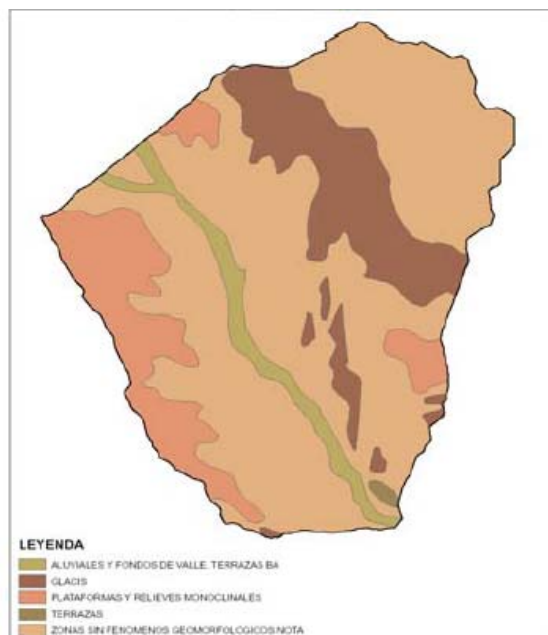 LEYENDA
ALUVIALES Y FONDOS DE VALLE, TERRAZAS BA
GLACIS
PLATAFORMAS Y RELIEVES MONOCLINALES
TERRAZAS
ZONAS SIN FENOMENOS GEOMORFOLOGICOS NOTA